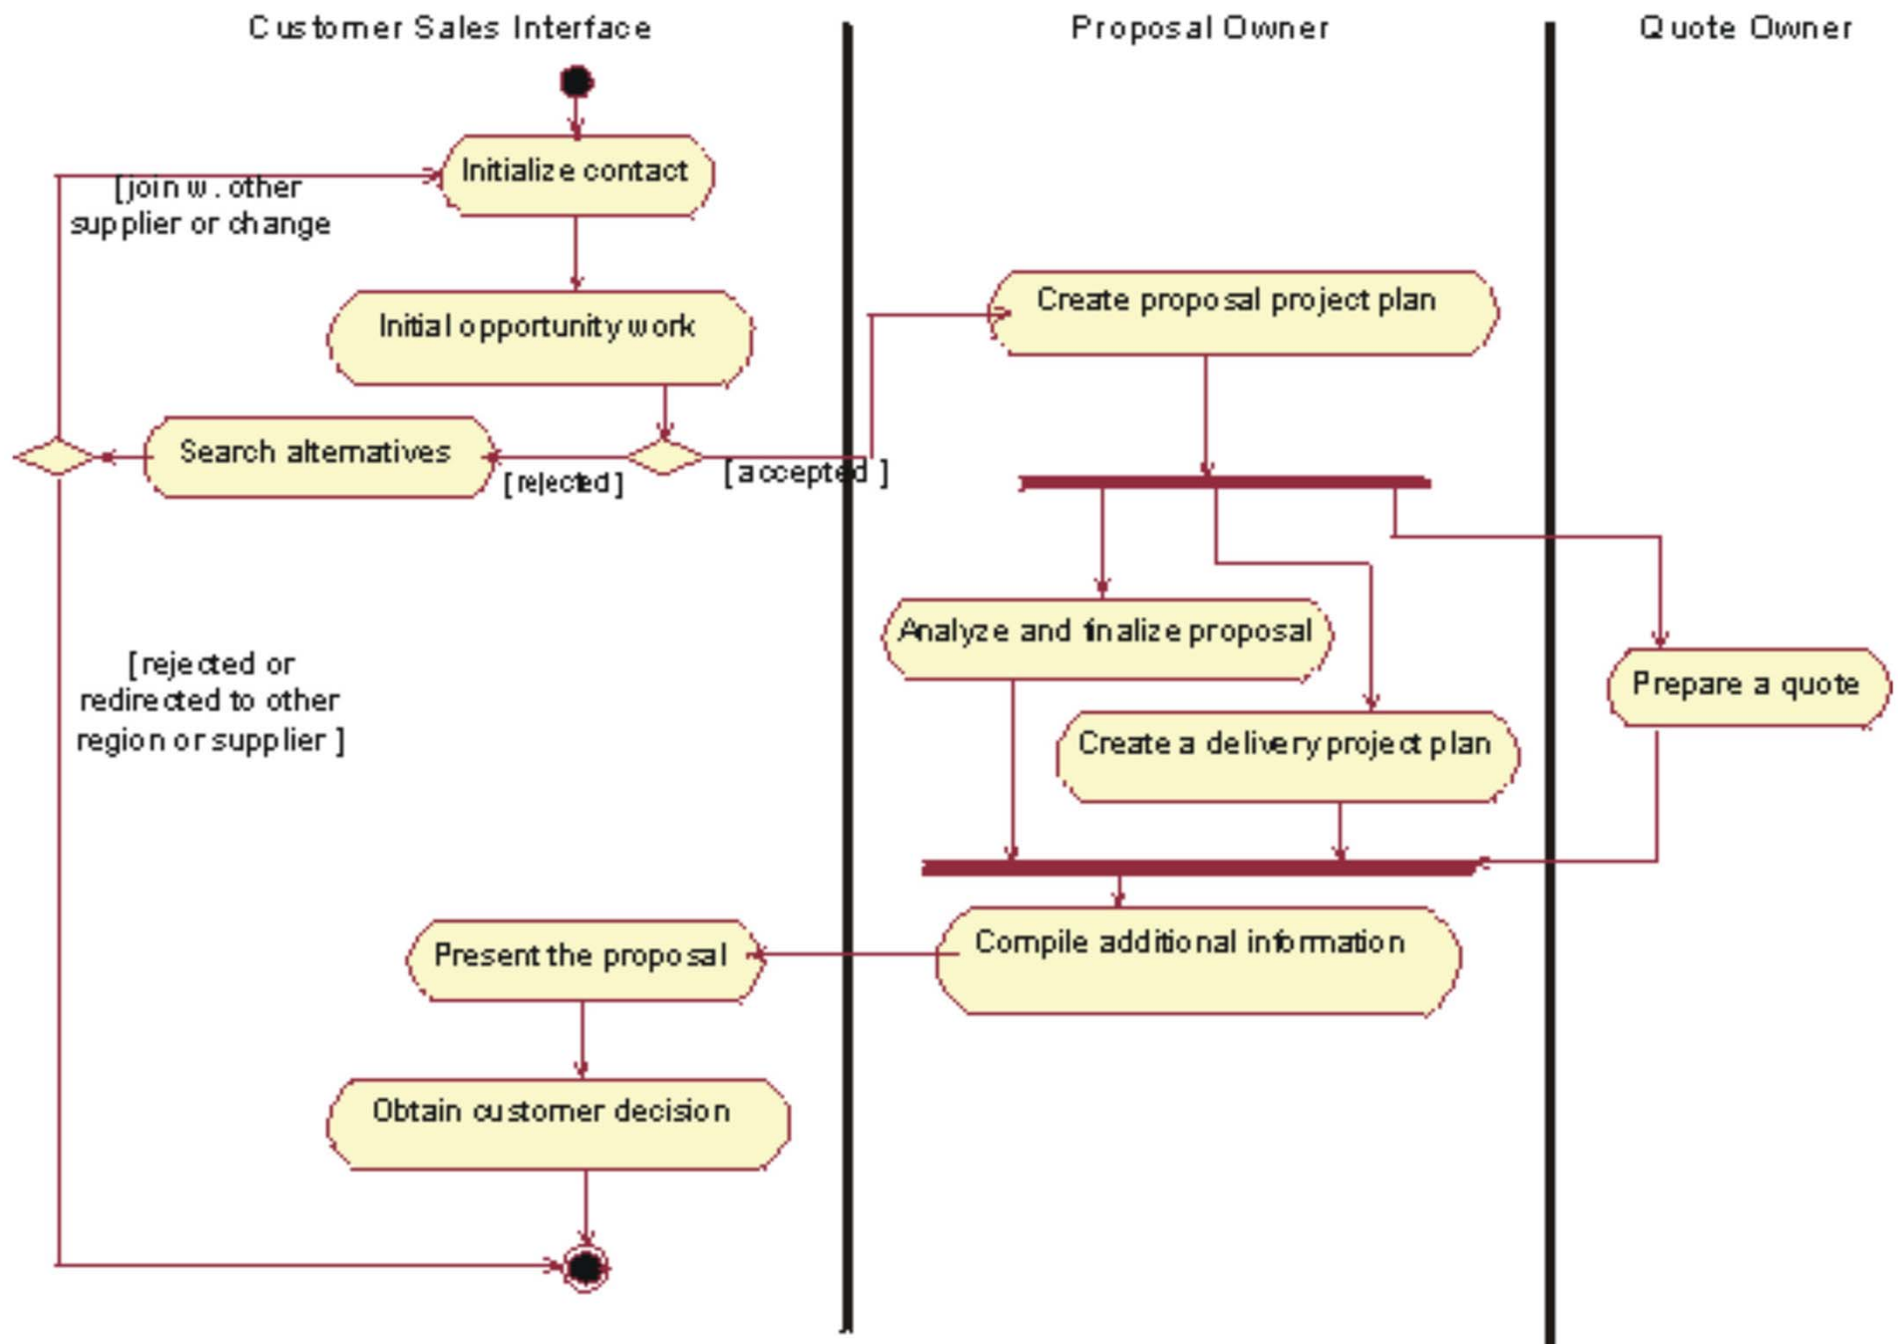 Customer Sales Interface
Proposal Owner
Quote Owner
Initialize contact
[join w. other
supplier or change
Initial opportunity work
Create proposal project plan
Search alternatives
[rejected]
[accepted ]
Analyze and finalize proposal
[rejected or
redirected to other
region or supplier ]
Prepare a quote
Create a delivery project plan
Present the proposal
Compile additional information
Obtain customer decision